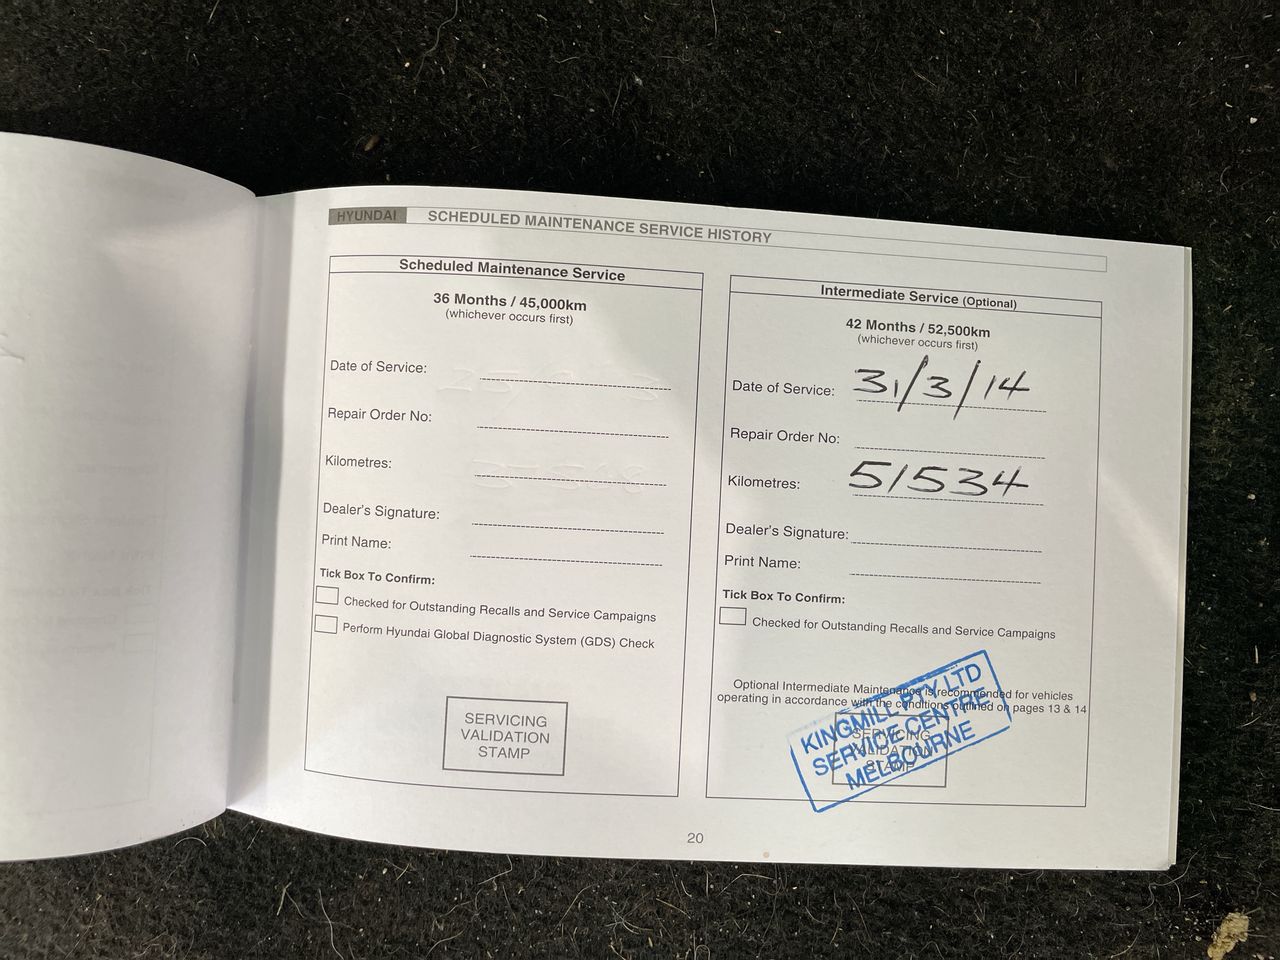 HYUNDAI SCHEDULED MAINTENANCE SERVICE HISTORY
Scheduled Maintenance Service
36 Months / 45,000km
(whichever occurs first)
Date of Service:
Repair Order No:
Kilometres:
Dealer's Signature:
Print Name:
Tick Box To Confirm:
Checked for Outstanding Recalls and Service Campaigns
Perform Hyundai Global Diagnostic System (GDS) Check
SERVICING
VALIDATION
STAMP
Intermediate Service (Optional)
42 Months / 52,500km
(whichever occurs first)
Date of Service: 31/3/14
Repair Order No:
Kilometres: 51534
Dealer's Signature:
Print Name:
Tick Box To Confirm:
Checked for Outstanding Recalls and Service Campaigns
Optional Intermediate Maintenance is recommended for vehicles
operating in accordance with the conditions outlined on pages 13 & 14
SERVICING
VALIDATION
STAMP
KINGMILL PTY LTD
SERVICE CENTRE
MELBOURNE
20